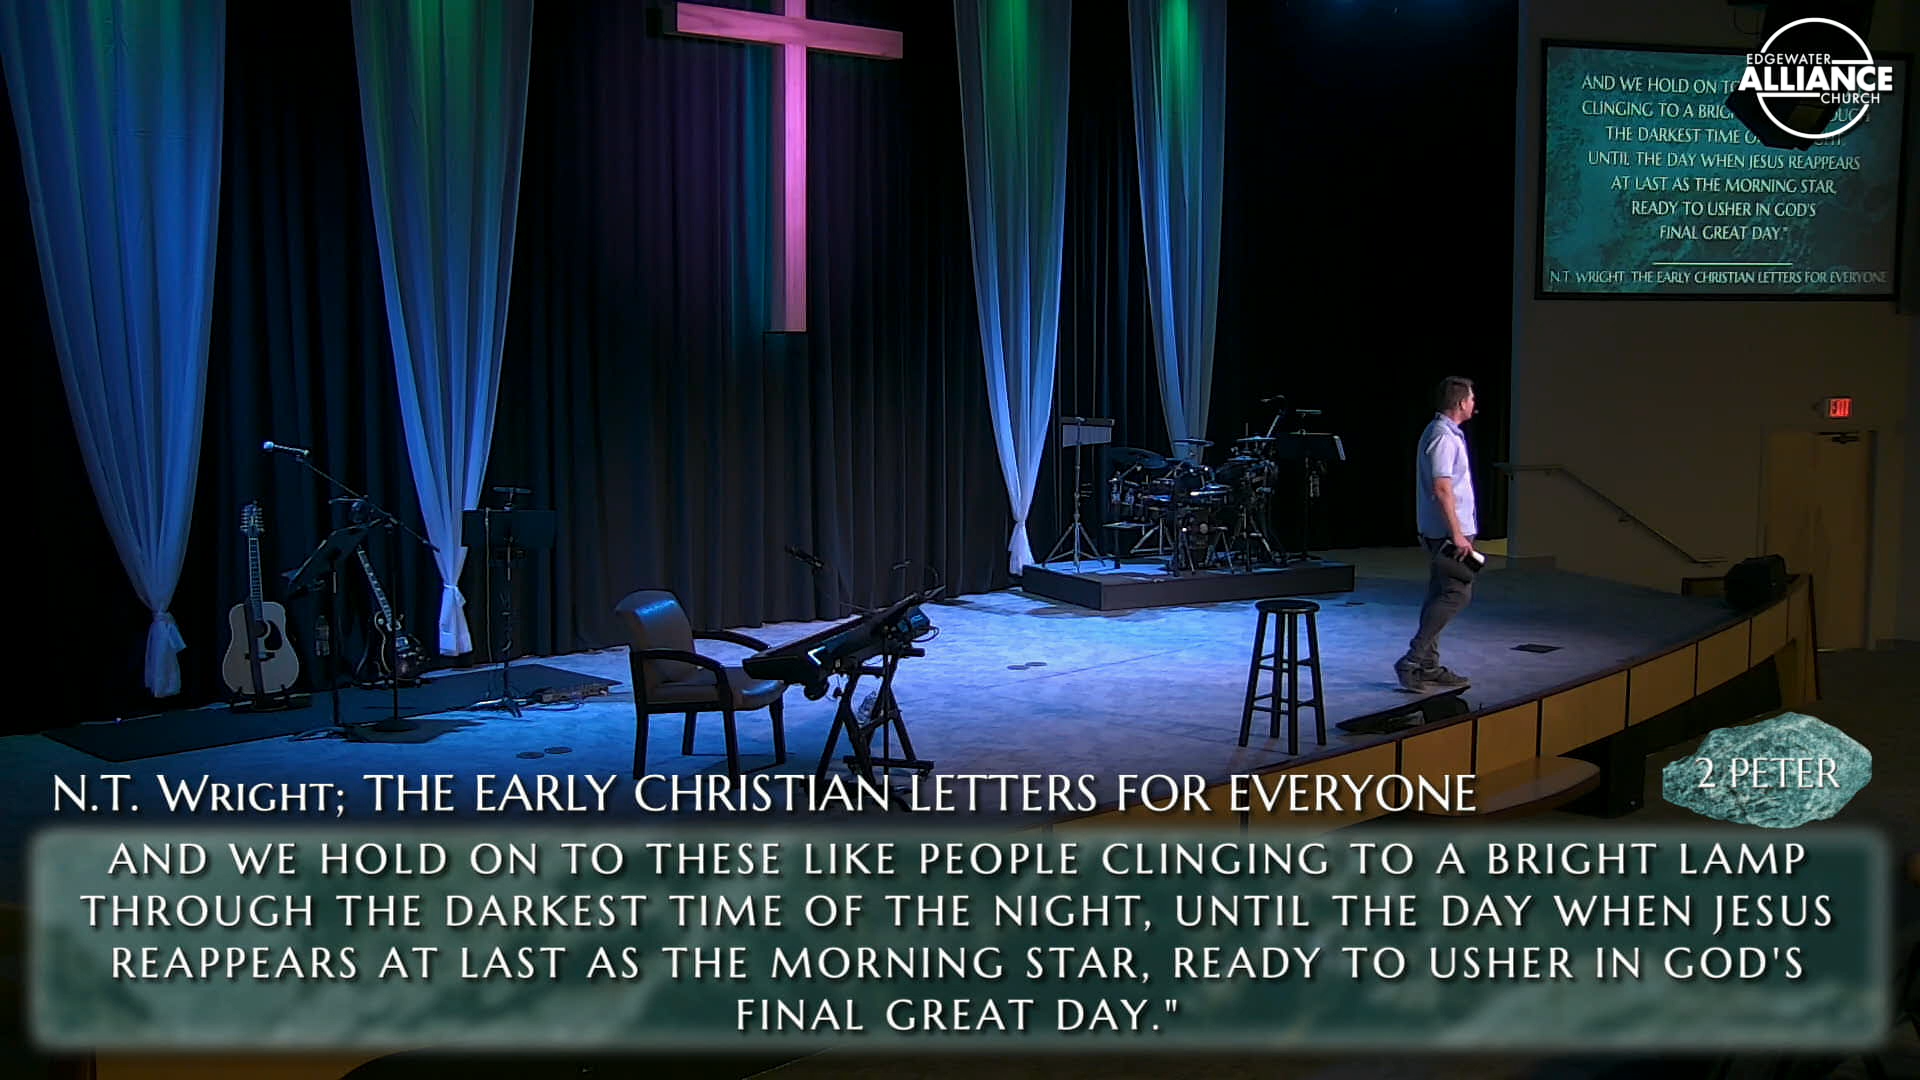 EDGEWATER
ALLIANCE
CHURCH
AND WE HOLD ON
CLINGING TO A
THE DARKEST TIME
UNTIL THE DAY WHEN JESUS REAPPEARS
AT LAST AS THE MORNING STAR,
READY TO USHER IN GOD'S
FINAL GREAT DAY."
N.T. WRIGHT; THE EARLY CHRISTIAN LETTERS FOR EVERYONE
EXIT
2 PETER
N.T. WRIGHT; THE EARLY CHRISTIAN LETTERS FOR EVERYONE
AND WE HOLD ON TO THESE LIKE PEOPLE CLINGING TO A BRIGHT LAMP
THROUGH THE DARKEST TIME OF THE NIGHT, UNTIL THE DAY WHEN JESUS
REAPPEARS AT LAST AS THE MORNING STAR, READY TO USHER IN GOD'S
FINAL GREAT DAY."